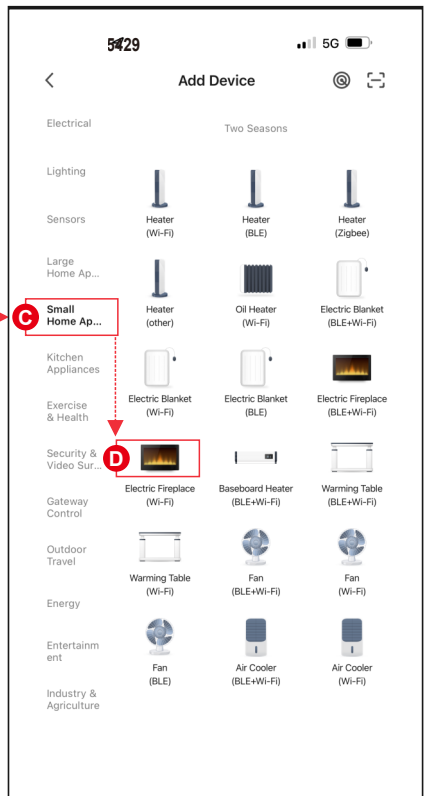 5G
Add Device
Electrical
Two Seasons
Lighting
Sensors
Heater
(Wi-Fi)
Heater
(BLE)
Heater
(Zigbee)
Large
Home Ap...
C
Small
Home Ap...
Heater
(other)
Oil Heater
(Wi-Fi)
Electric Blanket
(BLE+Wi-Fi)
Kitchen
Appliances
Exercise
& Health
Electric Blanket
(Wi-Fi)
Electric Blanket
(BLE)
Electric Fireplace
(BLE+Wi-Fi)
Security &
Video Sur...
D
Electric Fireplace
(Wi-Fi)
Baseboard Heater
(BLE+Wi-Fi)
Warming Table
(BLE+Wi-Fi)
Gateway
Control
Outdoor
Travel
Warming Table
(Wi-Fi)
Fan
(BLE+Wi-Fi)
Fan
(Wi-Fi)
Energy
Entertainm
ent
Fan
(BLE)
Air Cooler
(BLE+Wi-Fi)
Air Cooler
(Wi-Fi)
Industry &
Agriculture